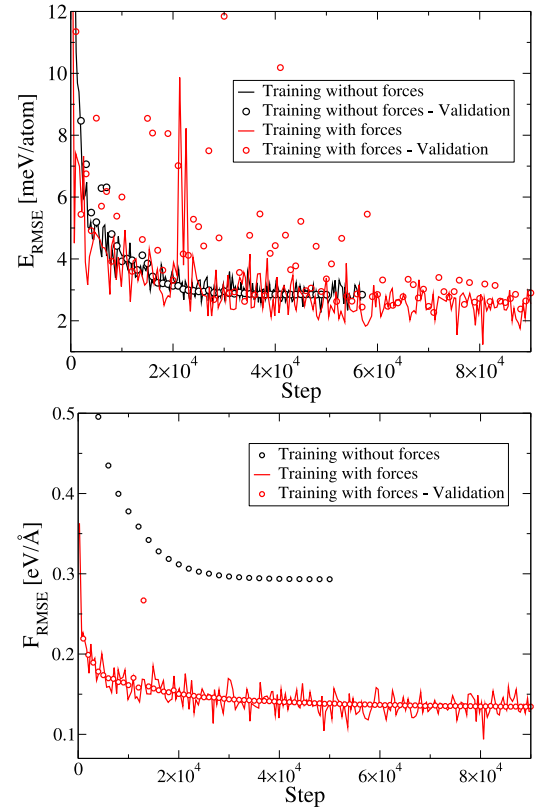 12
10
8
6
4
2
E_RMSE [meV/atom]
Training without forces
Training without forces - Validation
Training with forces
Training with forces - Validation
0 2×10^4 4×10^4 6×10^4 8×10^4
Step
0.5
0.4
0.3
0.2
0.1
F_RMSE [eV/Å]
Training without forces
Training with forces
Training with forces - Validation
0 2×10^4 4×10^4 6×10^4 8×10^4
Step